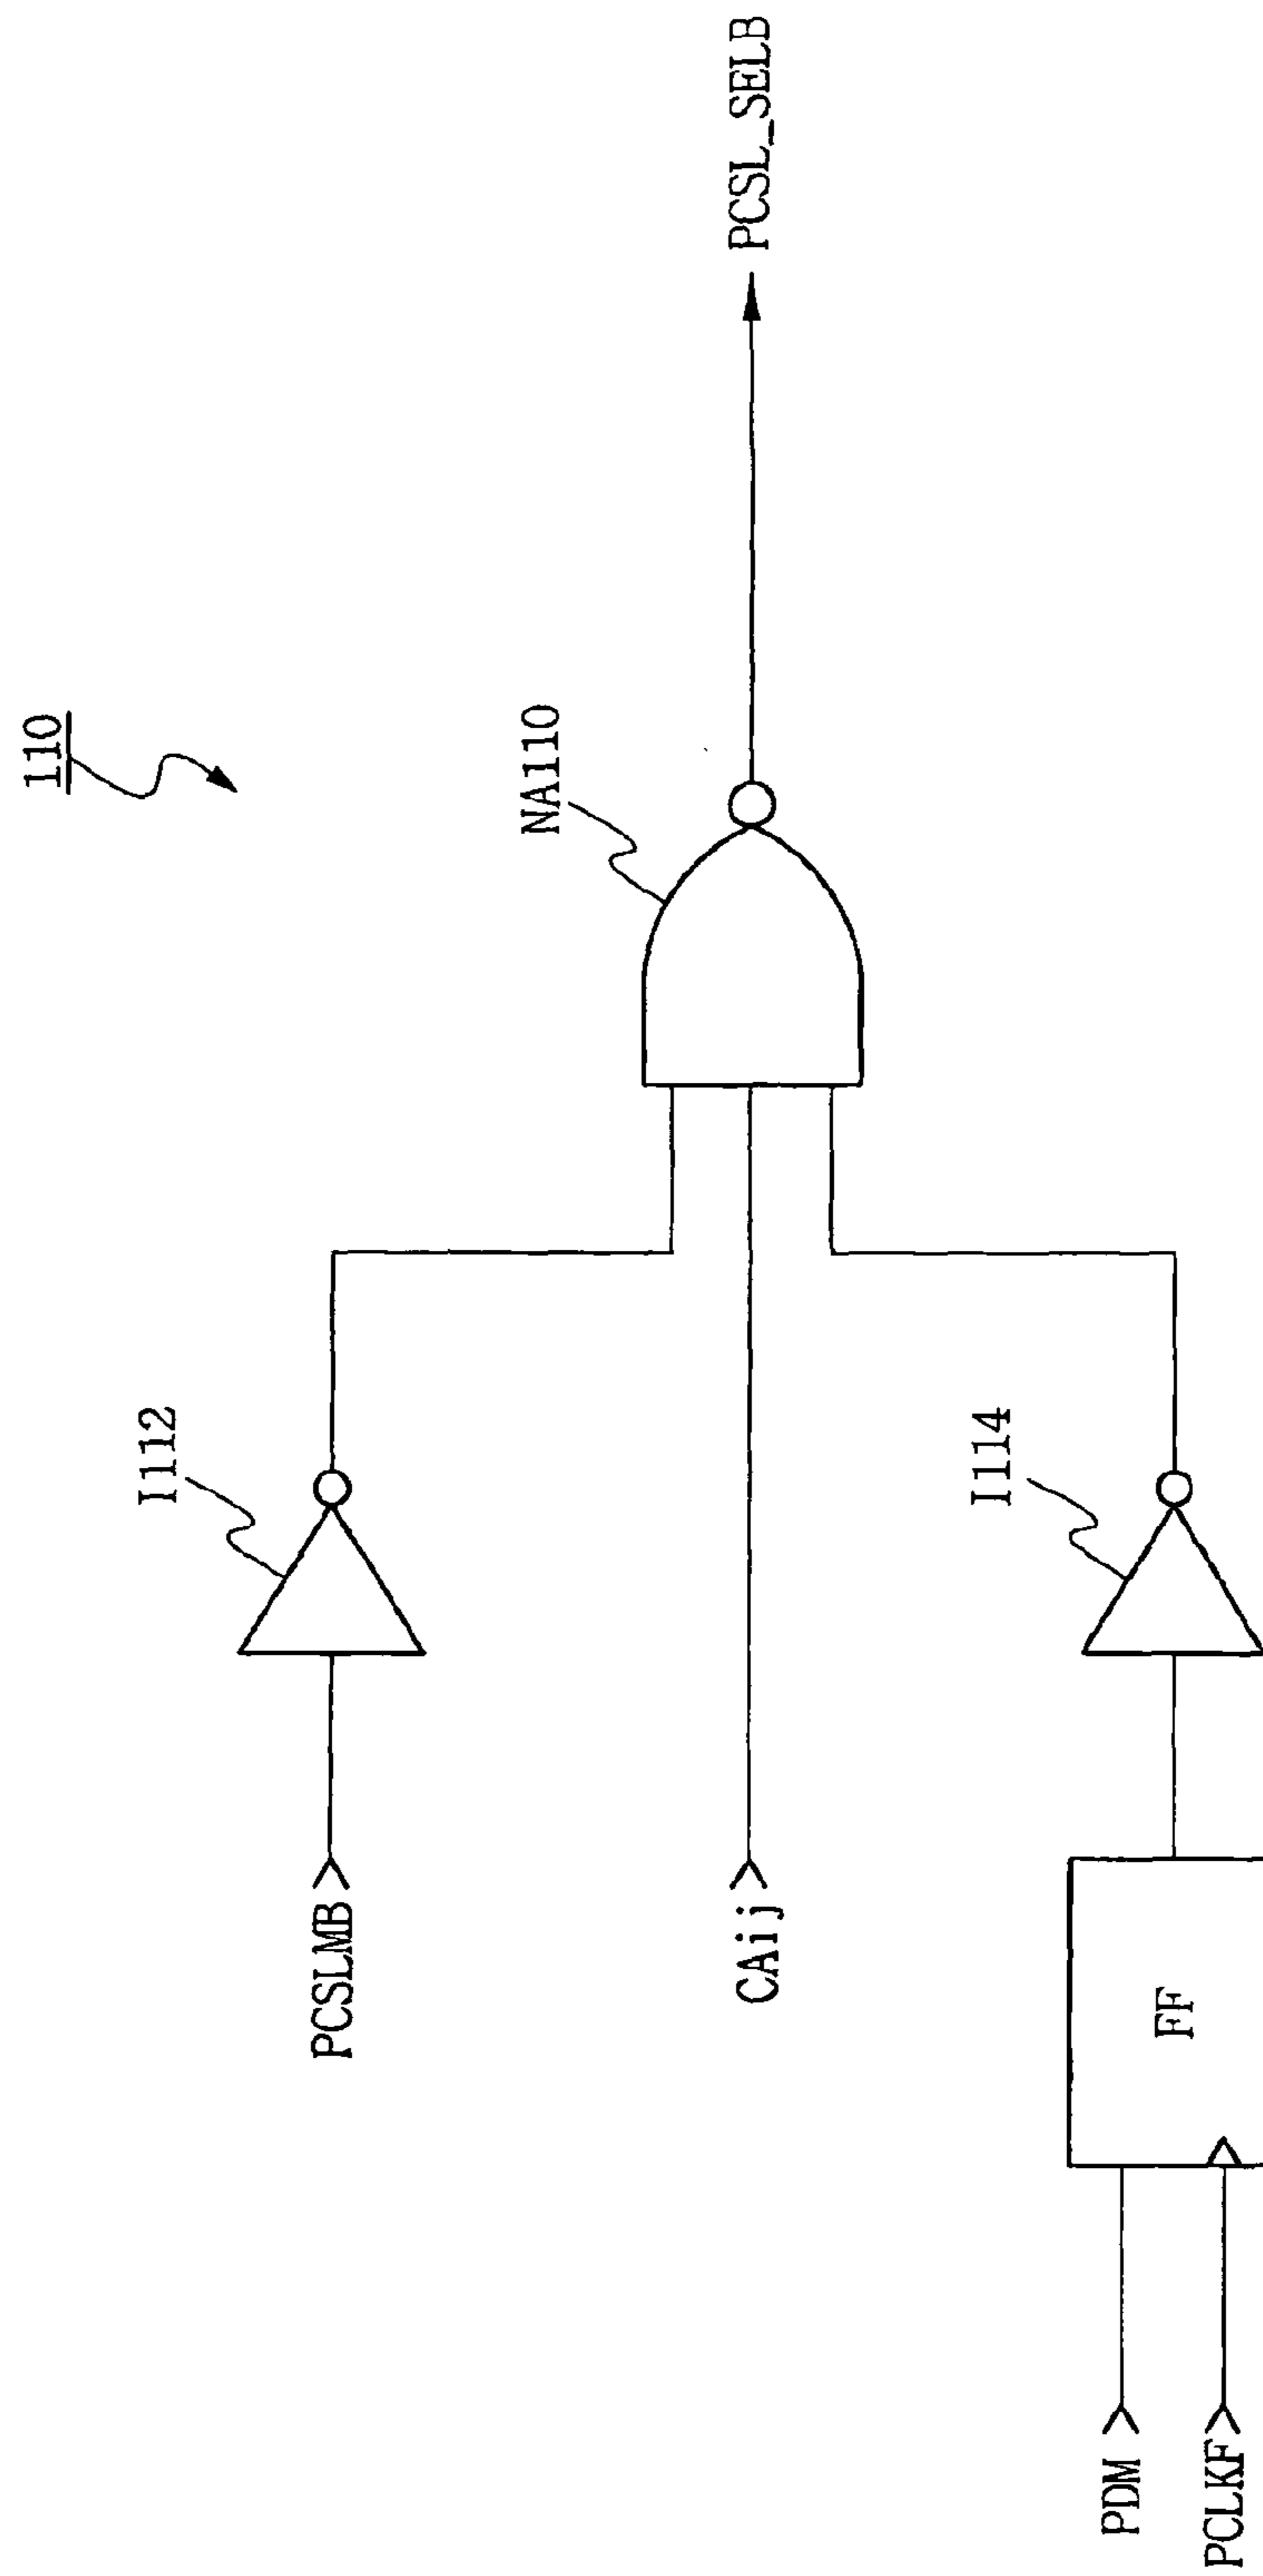 110
I112
PCSLMB
NA110
CAij
PCSL_SELB
I114
FF
PDM
PCLKF